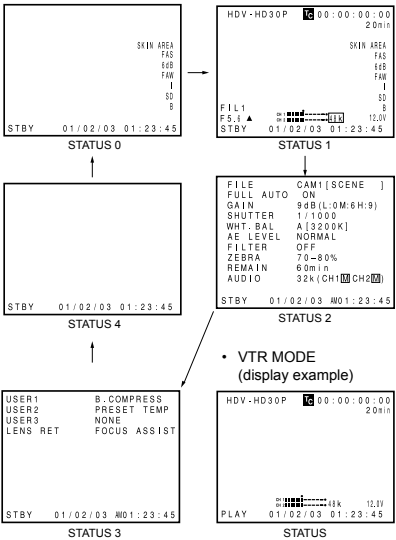 SKIN AREA
FAS
6dB
FAW
I
SD
B
STBY 01/02/03 01:23:45
STATUS 0
HDV-HD30P TC 00:00:00:00
20min
SKIN AREA
FAS
6dB
FAW
I
SD
B
FIL1
F5.6 ▲ CH1 CH2 48k 12.0V
STBY 01/02/03 01:23:45
STATUS 1
STBY 01/02/03 01:23:45
STATUS 4
FILE CAM1[SCENE ]
FULL AUTO ON
GAIN 9dB(L:0M:6H:9)
SHUTTER 1/1000
WHT.BAL A[3200K]
AE LEVEL NORMAL
FILTER OFF
ZEBRA 70–80%
REMAIN 60min
AUDIO 32k(CH1M CH2M)
STBY 01/02/03 AM01:23:45
STATUS 2
USER1 B.COMPRESS
USER2 PRESET TEMP
USER3 NONE
LENS RET FOCUS ASSIST
STBY 01/02/03 AM01:23:45
STATUS 3
• VTR MODE
(display example)
HDV-HD30P TC 00:00:00:00
20min
CH1 CH2 48k 12.0V
PLAY 01/02/03 01:23:45
STATUS